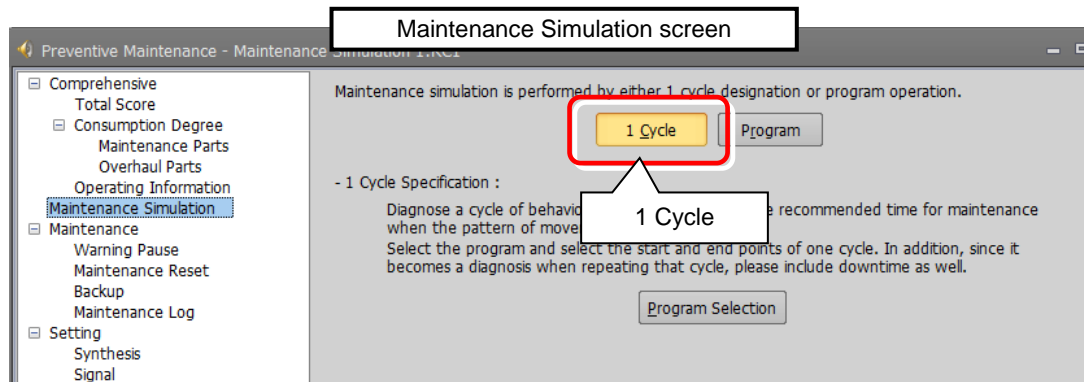 Maintenance Simulation screen
Preventive Maintenance - Maintenance Simulation 1:RC1
Comprehensive
Total Score
Consumption Degree
Maintenance Parts
Overhaul Parts
Operating Information
Maintenance Simulation
Maintenance
Warning Pause
Maintenance Reset
Backup
Maintenance Log
Setting
Synthesis
Signal
Maintenance simulation is performed by either 1 cycle designation or program operation.
1 Cycle
Program
- 1 Cycle Specification :
Diagnose a cycle of behavio e recommended time for maintenance
when the pattern of move
1 Cycle
Select the program and select the start and end points of one cycle. In addition, since it
becomes a diagnosis when repeating that cycle, please include downtime as well.
Program Selection